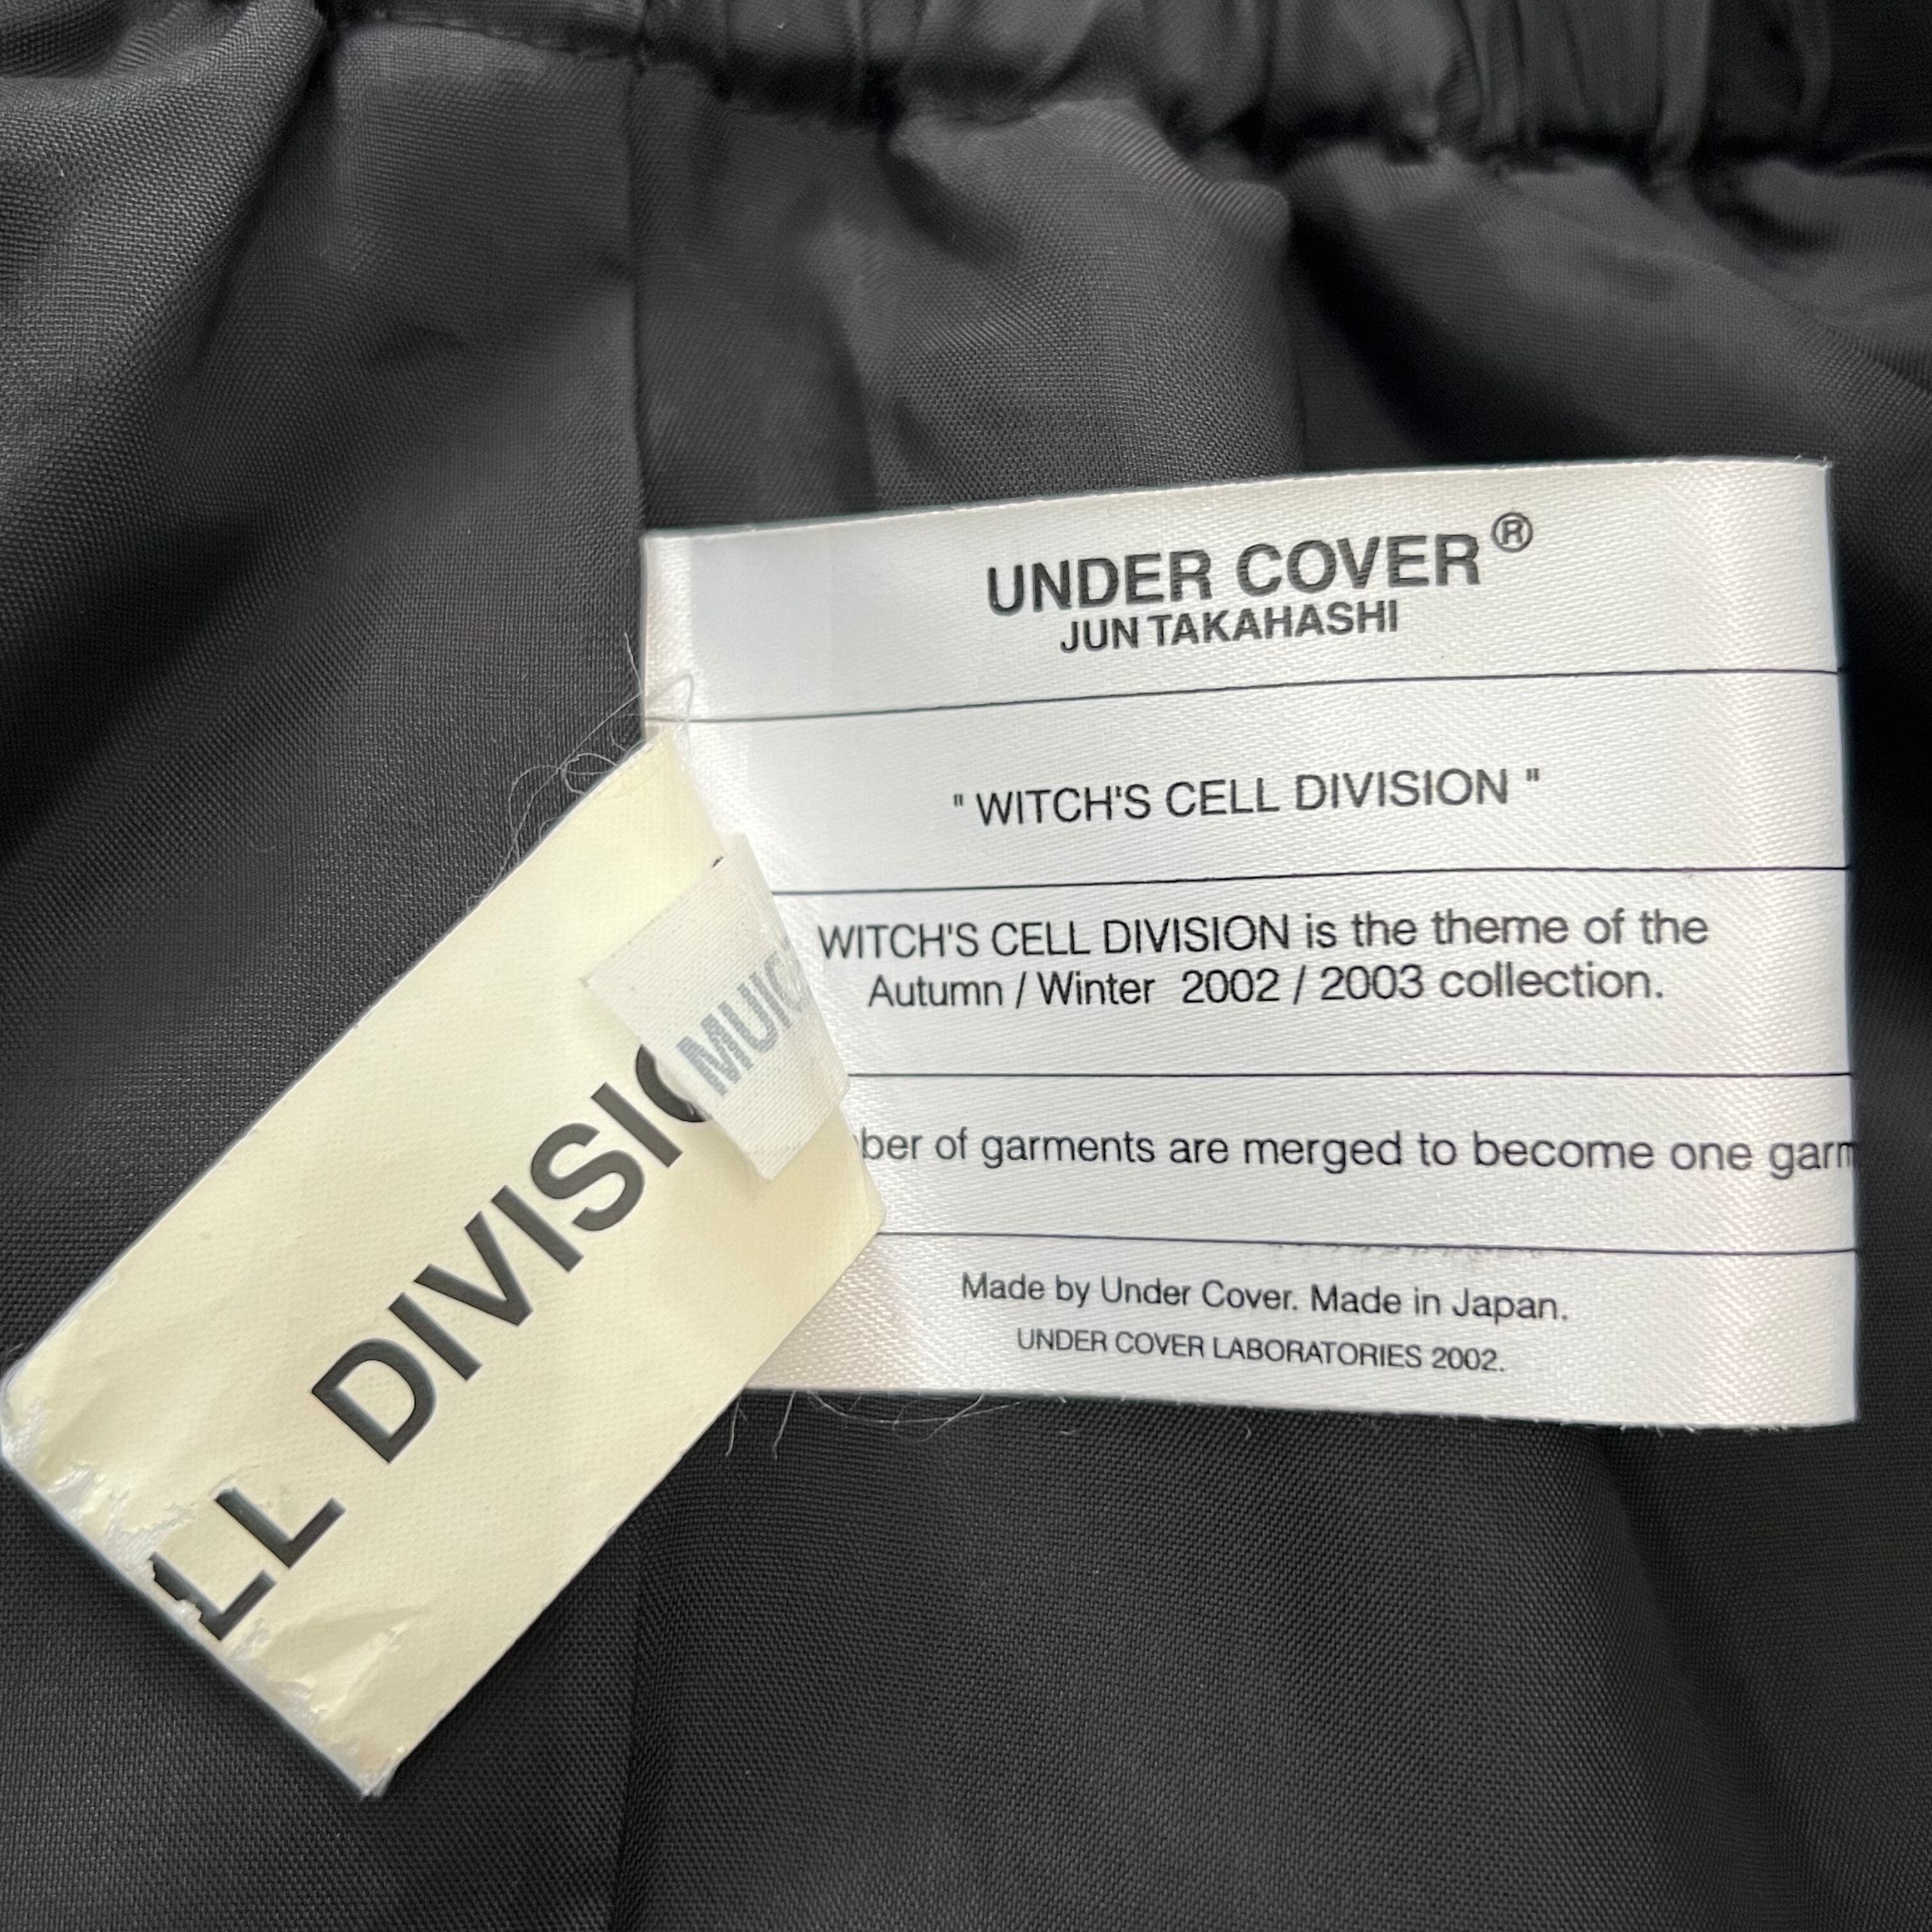 UNDER COVER®
JUN TAKAHASHI
" WITCH'S CELL DIVISION "
WITCH'S CELL DIVISION is the theme of the
Autumn / Winter 2002 / 2003 collection.
ber of garments are merged to become one garm
Made by Under Cover. Made in Japan.
UNDER COVER LABORATORIES 2002.
LL DIVISIO